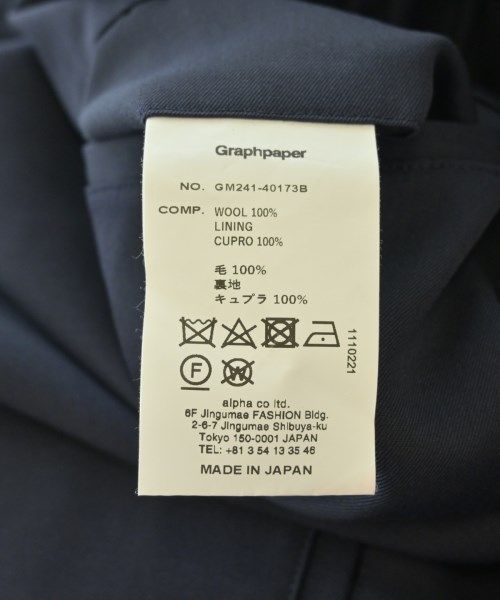 Graphpaper
NO. GM241-40173B
COMP. WOOL 100%
LINING
CUPRO 100%
毛 100%
裏地
キュプラ 100%
1110221
F W
alpha co ltd.
6F Jingumae FASHION Bldg.
2-6-7 Jingumae Shibuya-ku
Tokyo 150-0001 JAPAN
TEL: +81 3 54 13 35 46
MADE IN JAPAN